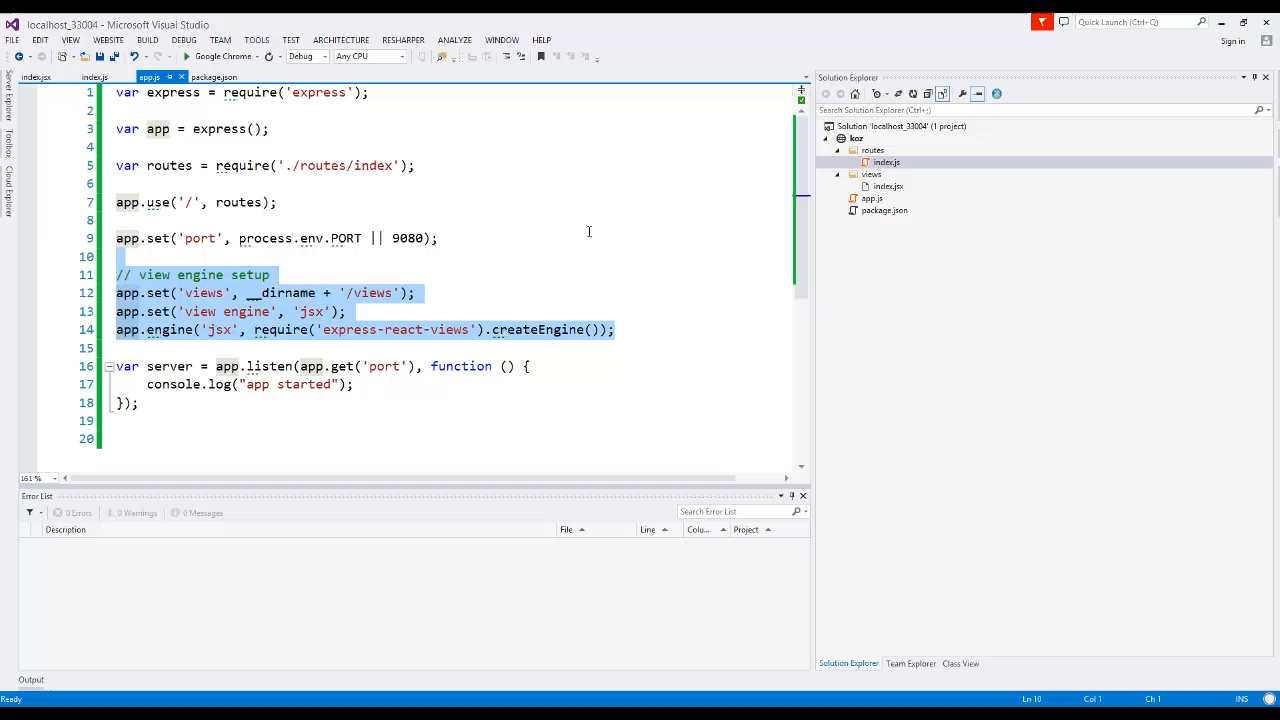 localhost_33004 - Microsoft Visual Studio
Quick Launch (Ctrl+Q)
FILE EDIT VIEW WEBSITE BUILD DEBUG TEAM TOOLS TEST ARCHITECTURE RESHARPER ANALYZE WINDOW HELP
Sign in
Google Chrome Debug Any CPU
index.jsx index.js app.js package.json
Solution Explorer
Server Explorer
Toolbox
Cloud Explorer
1 var express = require('express');
2
3 var app = express();
4
5 var routes = require('./routes/index');
6
7 app.use('/', routes);
8
9 app.set('port', process.env.PORT || 9080);
10
11 // view engine setup
12 app.set('views', __dirname + '/views');
13 app.set('view engine', 'jsx');
14 app.engine('jsx', require('express-react-views').createEngine());
15
16 var server = app.listen(app.get('port'), function () {
17 console.log("app started");
18 });
19
20
161 %
Search Solution Explorer (Ctrl+;)
Solution 'localhost_33004' (1 project)
koz
routes
index.js
views
index.jsx
app.js
package.json
Error List
0 Errors 0 Warnings 0 Messages
Search Error List
Description File Line Colu... Project
Solution Explorer Team Explorer Class View
Output
Ready Ln 10 Col 1 Ch 1 INS